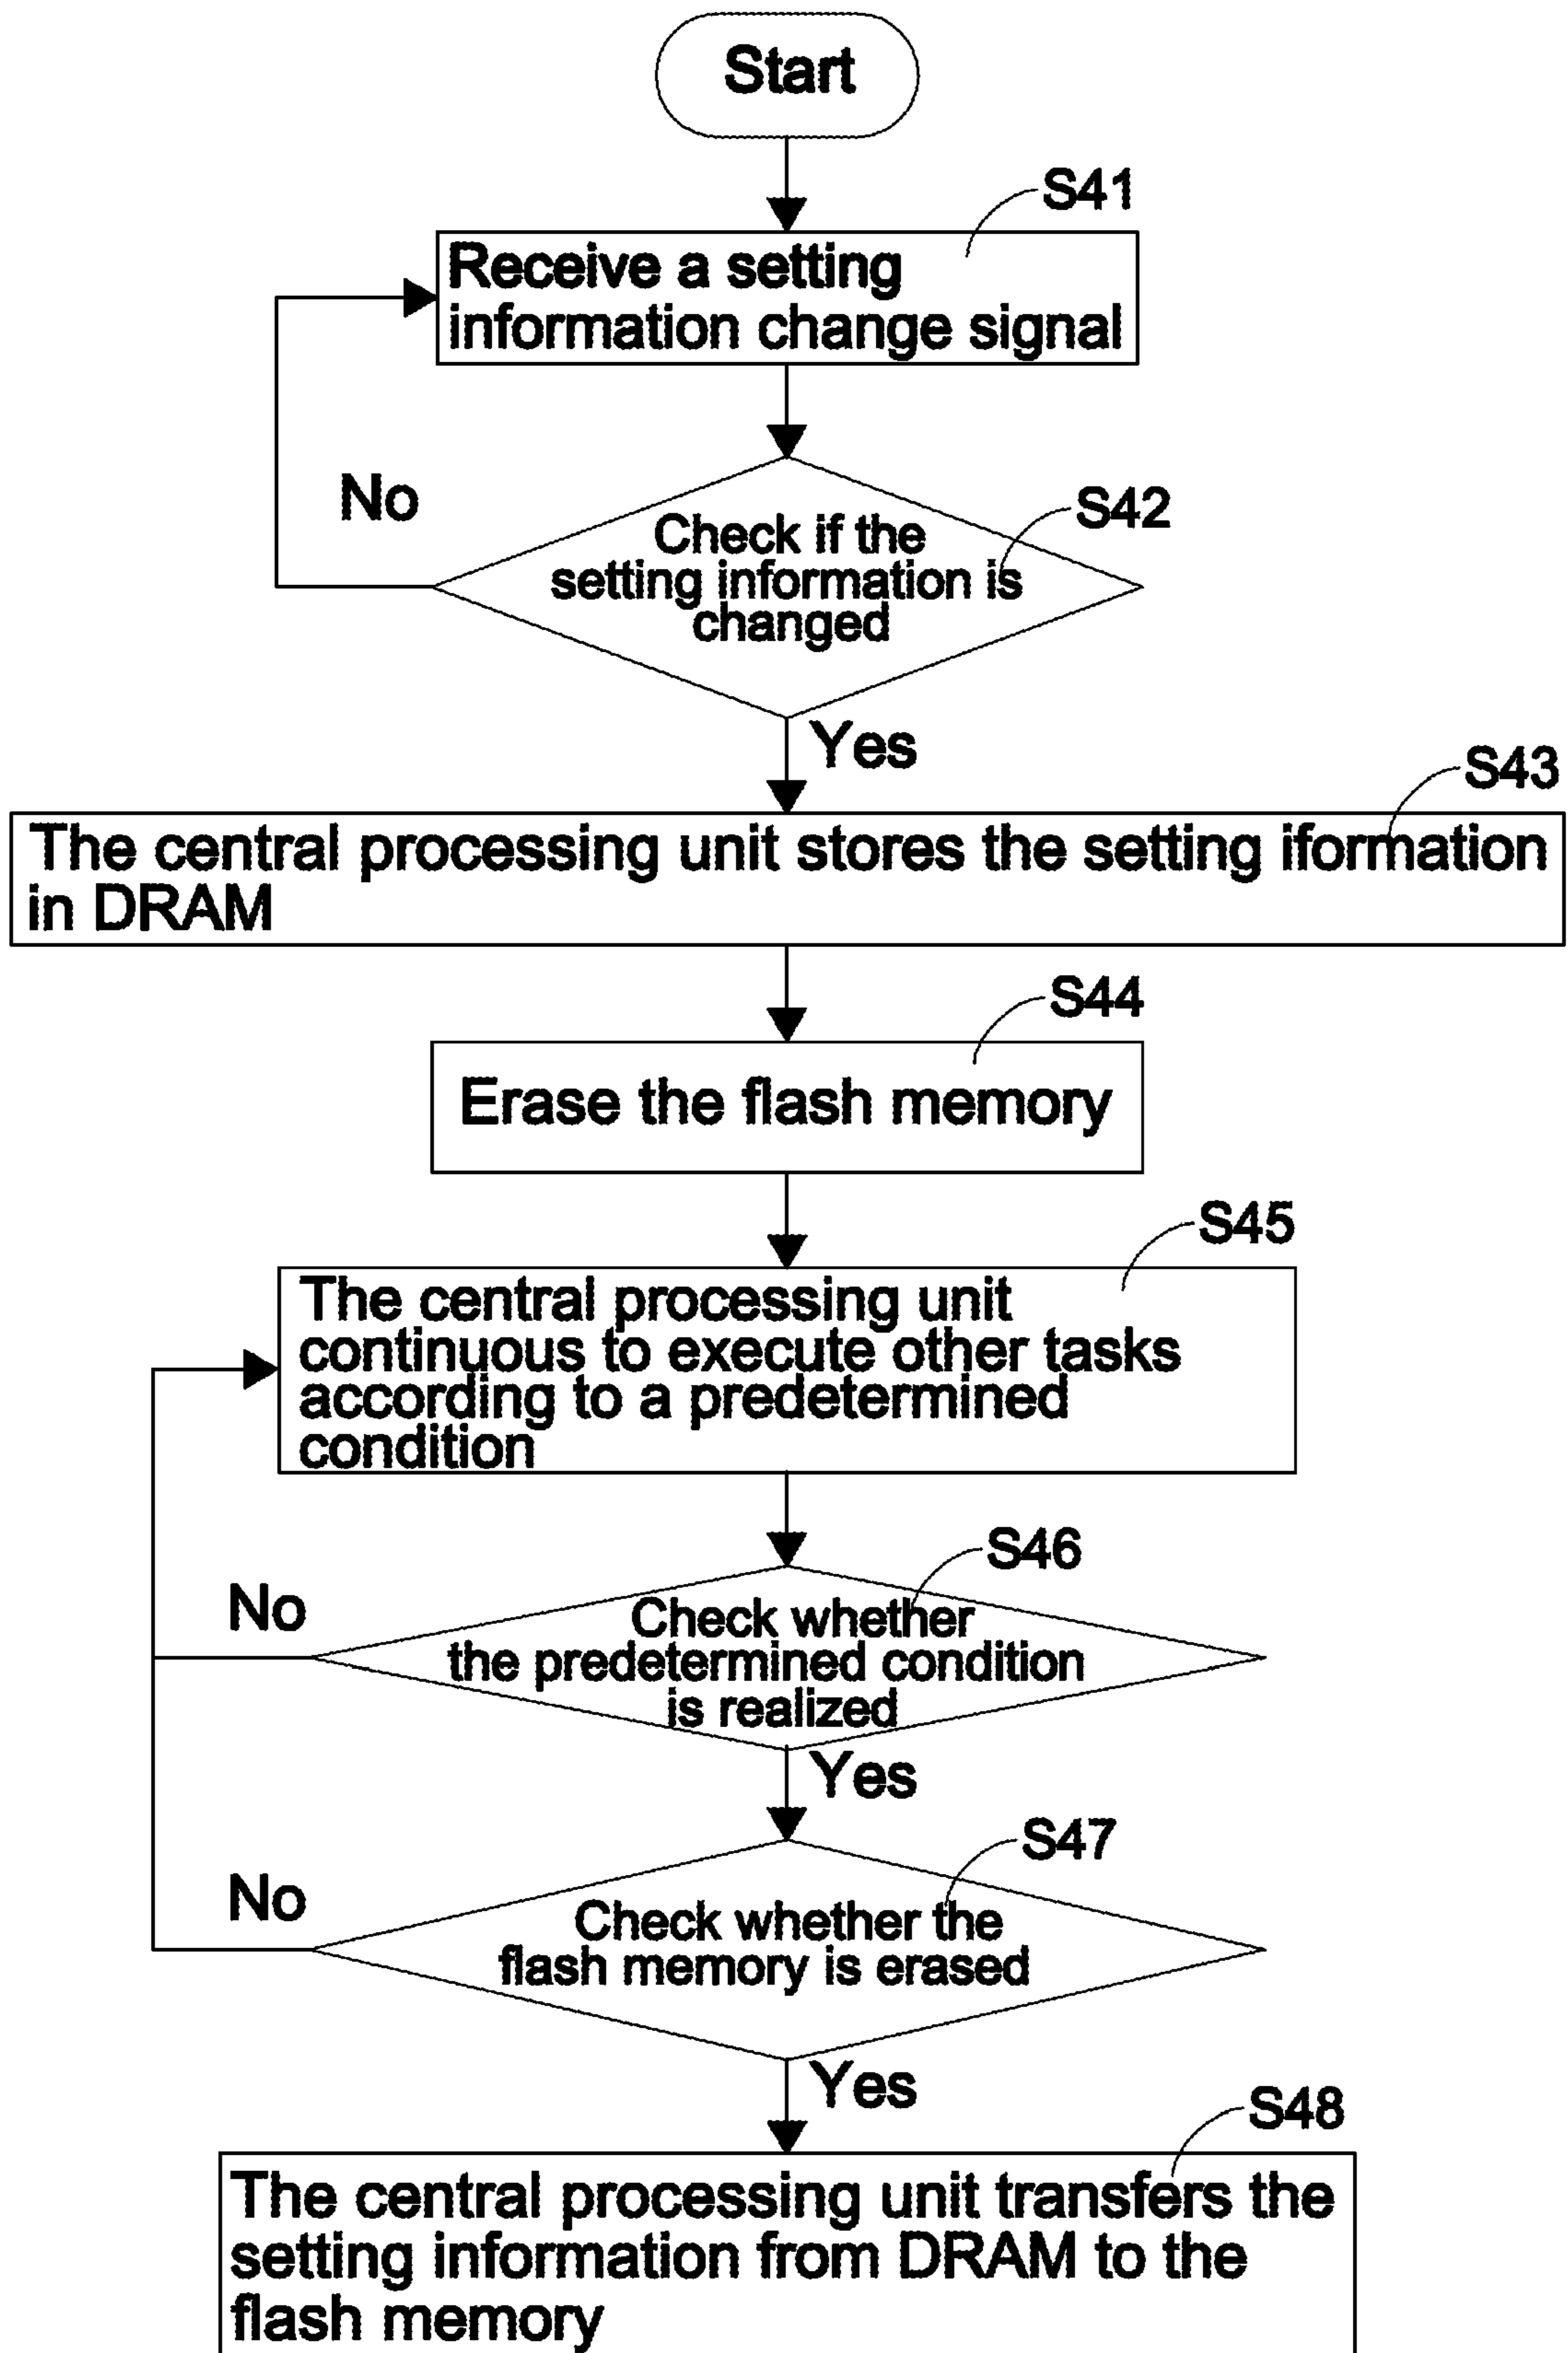 Start
S41
Receive a setting
information change signal
No
S42
Check if the
setting information is
changed
Yes
S43
The central processing unit stores the setting iformation
in DRAM
S44
Erase the flash memory
S45
The central processing unit
continuous to execute other tasks
according to a predetermined
condition
S46
No
Check whether
the predetermined condition
is realized
Yes
S47
No
Check whether the
flash memory is erased
Yes
S48
The central processing unit transfers the
setting information from DRAM to the
flash memory